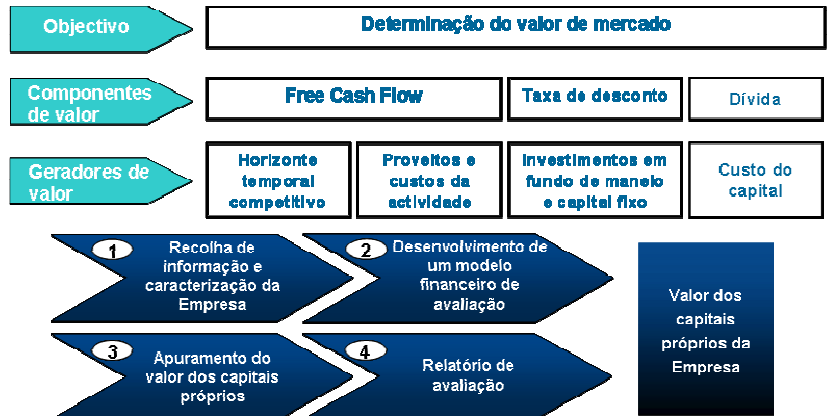 Objectivo
Determinação do valor de mercado
Componentes
de valor
Free Cash Flow
Taxa de desconto
Dívida
Geradores de
valor
Horizonte
temporal
competitivo
Proveitos e
custos da
actividade
Investimentos em
fundo de maneio
e capital fixo
Custo do
capital
1
Recolha de
informação e
caracterização da
Empresa
2
Desenvolvimento de
um modelo
financeiro de
avaliação
3
Apuramento do
valor dos capitais
próprios
4
Relatório de
avaliação
Valor dos
capitais
próprios da
Empresa